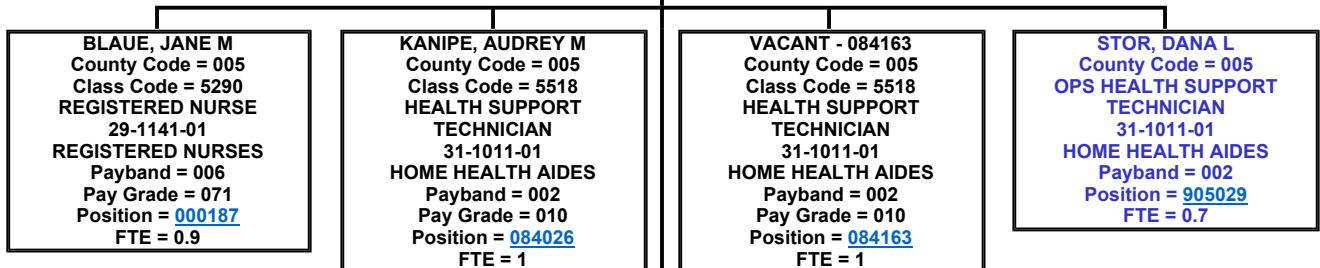 BLAUE, JANE M
County Code = 005
Class Code = 5290
REGISTERED NURSE
29-1141-01
REGISTERED NURSES
Payband = 006
Pay Grade = 071
Position = 000187
FTE = 0.9
KANIPE, AUDREY M
County Code = 005
Class Code = 5518
HEALTH SUPPORT
TECHNICIAN
31-1011-01
HOME HEALTH AIDES
Payband = 002
Pay Grade = 010
Position = 084026
FTE = 1
VACANT - 084163
County Code = 005
Class Code = 5518
HEALTH SUPPORT
TECHNICIAN
31-1011-01
HOME HEALTH AIDES
Payband = 002
Pay Grade = 010
Position = 084163
FTE = 1
STOR, DANA L
County Code = 005
OPS HEALTH SUPPORT
TECHNICIAN
31-1011-01
HOME HEALTH AIDES
Payband = 002
Position = 905029
FTE = 0.7